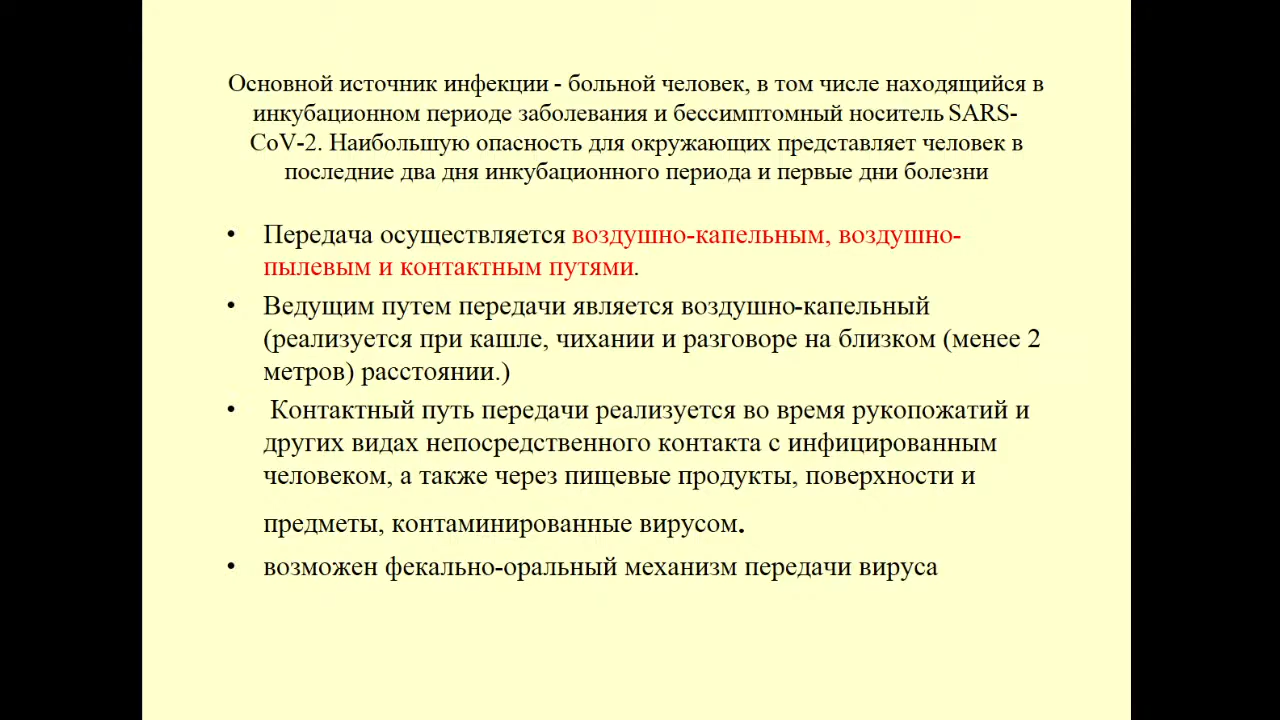 Основной источник инфекции - больной человек, в том числе находящийся в
инкубационном периоде заболевания и бессимптомный носитель SARS-
CoV-2. Наибольшую опасность для окружающих представляет человек в
последние два дня инкубационного периода и первые дни болезни
• Передача осуществляется воздушно-капельным, воздушно-
пылевым и контактным путями.
• Ведущим путем передачи является воздушно-капельный
(реализуется при кашле, чихании и разговоре на близком (менее 2
метров) расстоянии.)
• Контактный путь передачи реализуется во время рукопожатий и
других видах непосредственного контакта с инфицированным
человеком, а также через пищевые продукты, поверхности и
предметы, контаминированные вирусом.
• возможен фекально-оральный механизм передачи вируса